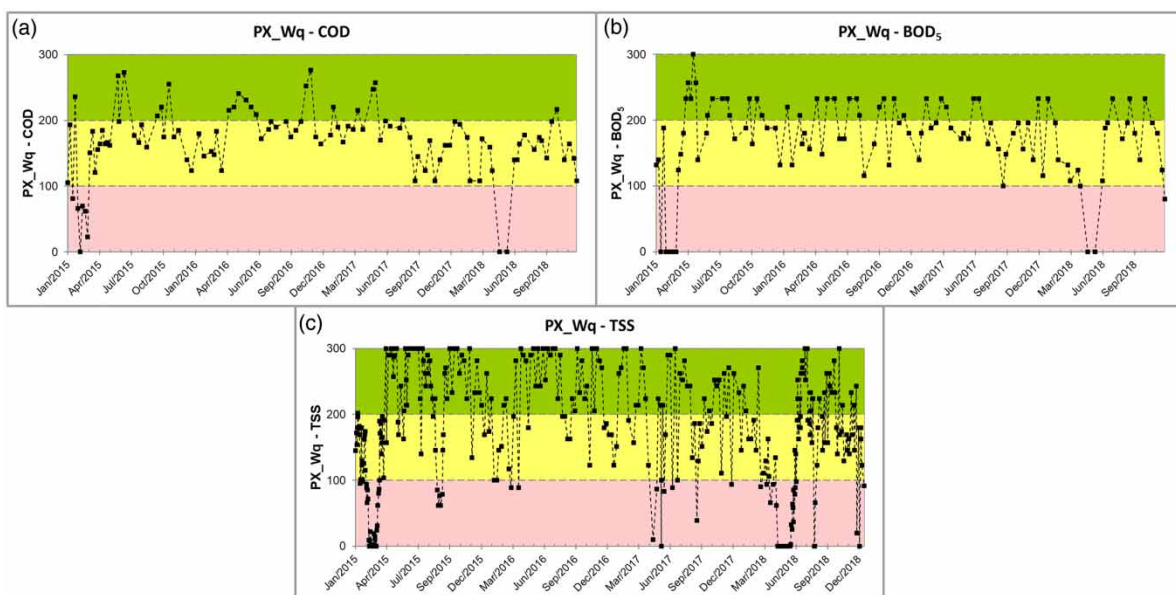 (a)
PX_Wq - COD
PX_Wq - COD
300
200
100
0
Jan/2015 Apr/2015 Jul/2015 Oct/2015 Jan/2016 Apr/2016 Jun/2016 Sep/2016 Dec/2016 Mar/2017 Jun/2017 Sep/2017 Dec/2017 Mar/2018 Jun/2018 Sep/2018
(b)
PX_Wq - BOD₅
PX_Wq - BOD₅
300
200
100
0
Jan/2015 Apr/2015 Jul/2015 Oct/2015 Jan/2016 Apr/2016 Jun/2016 Sep/2016 Dec/2016 Mar/2017 Jun/2017 Sep/2017 Dec/2017 Mar/2018 Jun/2018 Sep/2018
(c)
PX_Wq - TSS
PX_Wq - TSS
300
200
100
0
Jan/2015 Apr/2015 Jul/2015 Sep/2015 Dec/2015 Mar/2016 Jun/2016 Sep/2016 Dec/2016 Mar/2017 Jun/2017 Sep/2017 Dec/2017 Mar/2018 Jun/2018 Sep/2018 Dec/2018